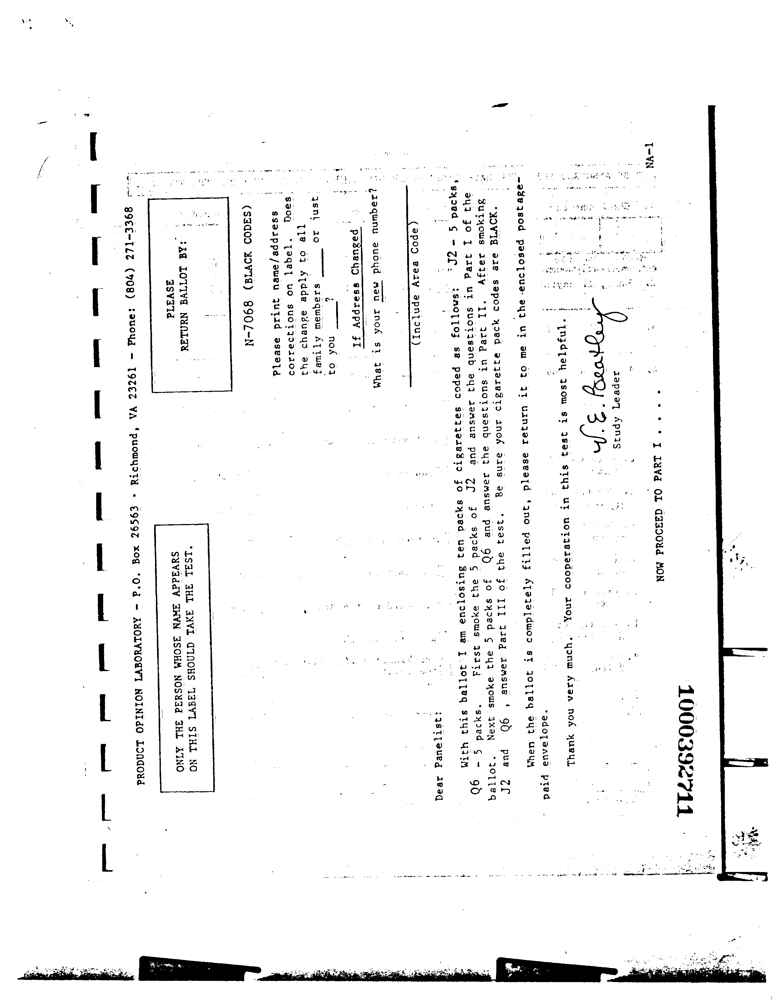 PRODUCT OPINION LABORATORY - P.O. Box 26563 · Richmond, VA 23261 - Phone: (804) 271-3368
ONLY THE PERSON WHOSE NAME APPEARS
ON THIS LABEL SHOULD TAKE THE TEST.
PLEASE
RETURN BALLOT BY:
N-7068 (BLACK CODES)
Please print name/address
corrections on label. Does
the change apply to all
family members ____ or just
to you ____?
If Address Changed
What is your new phone number?
(Include Area Code)
Dear Panelist:
With this ballot I am enclosing ten packs of cigarettes coded as follows: J2 - 5 packs,
Q6 - 5 packs. First smoke the 5 packs of J2 and answer the questions in Part I of the
ballot. Next smoke the 5 packs of Q6 and answer the questions in Part II. After smoking
J2 and Q6 , answer Part III of the test. Be sure your cigarette pack codes are BLACK.
When the ballot is completely filled out, please return it to me in the enclosed postage-
paid envelope.
Thank you very much. Your cooperation in this test is most helpful.
W.E. Beatley
Study Leader
NOW PROCEED TO PART I . . . .
NA-1
1000392711